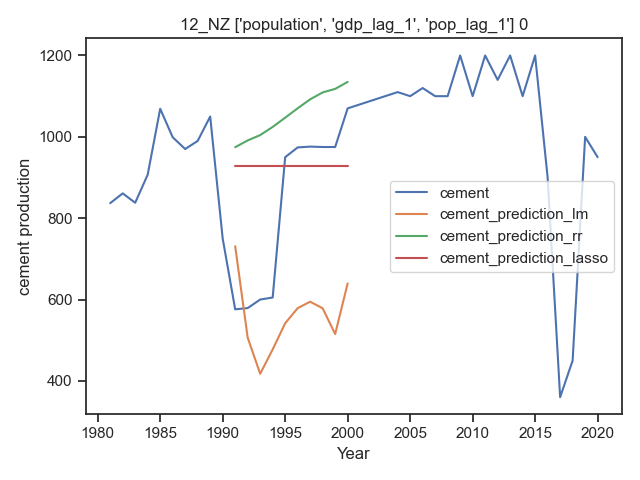 12_NZ ['population', 'gdp_lag_1', 'pop_lag_1'] 0
1200
1000
800
600
400
cement production
cement
cement_prediction_lm
cement_prediction_rr
cement_prediction_lasso
1980 1985 1990 1995 2000 2005 2010 2015 2020
Year